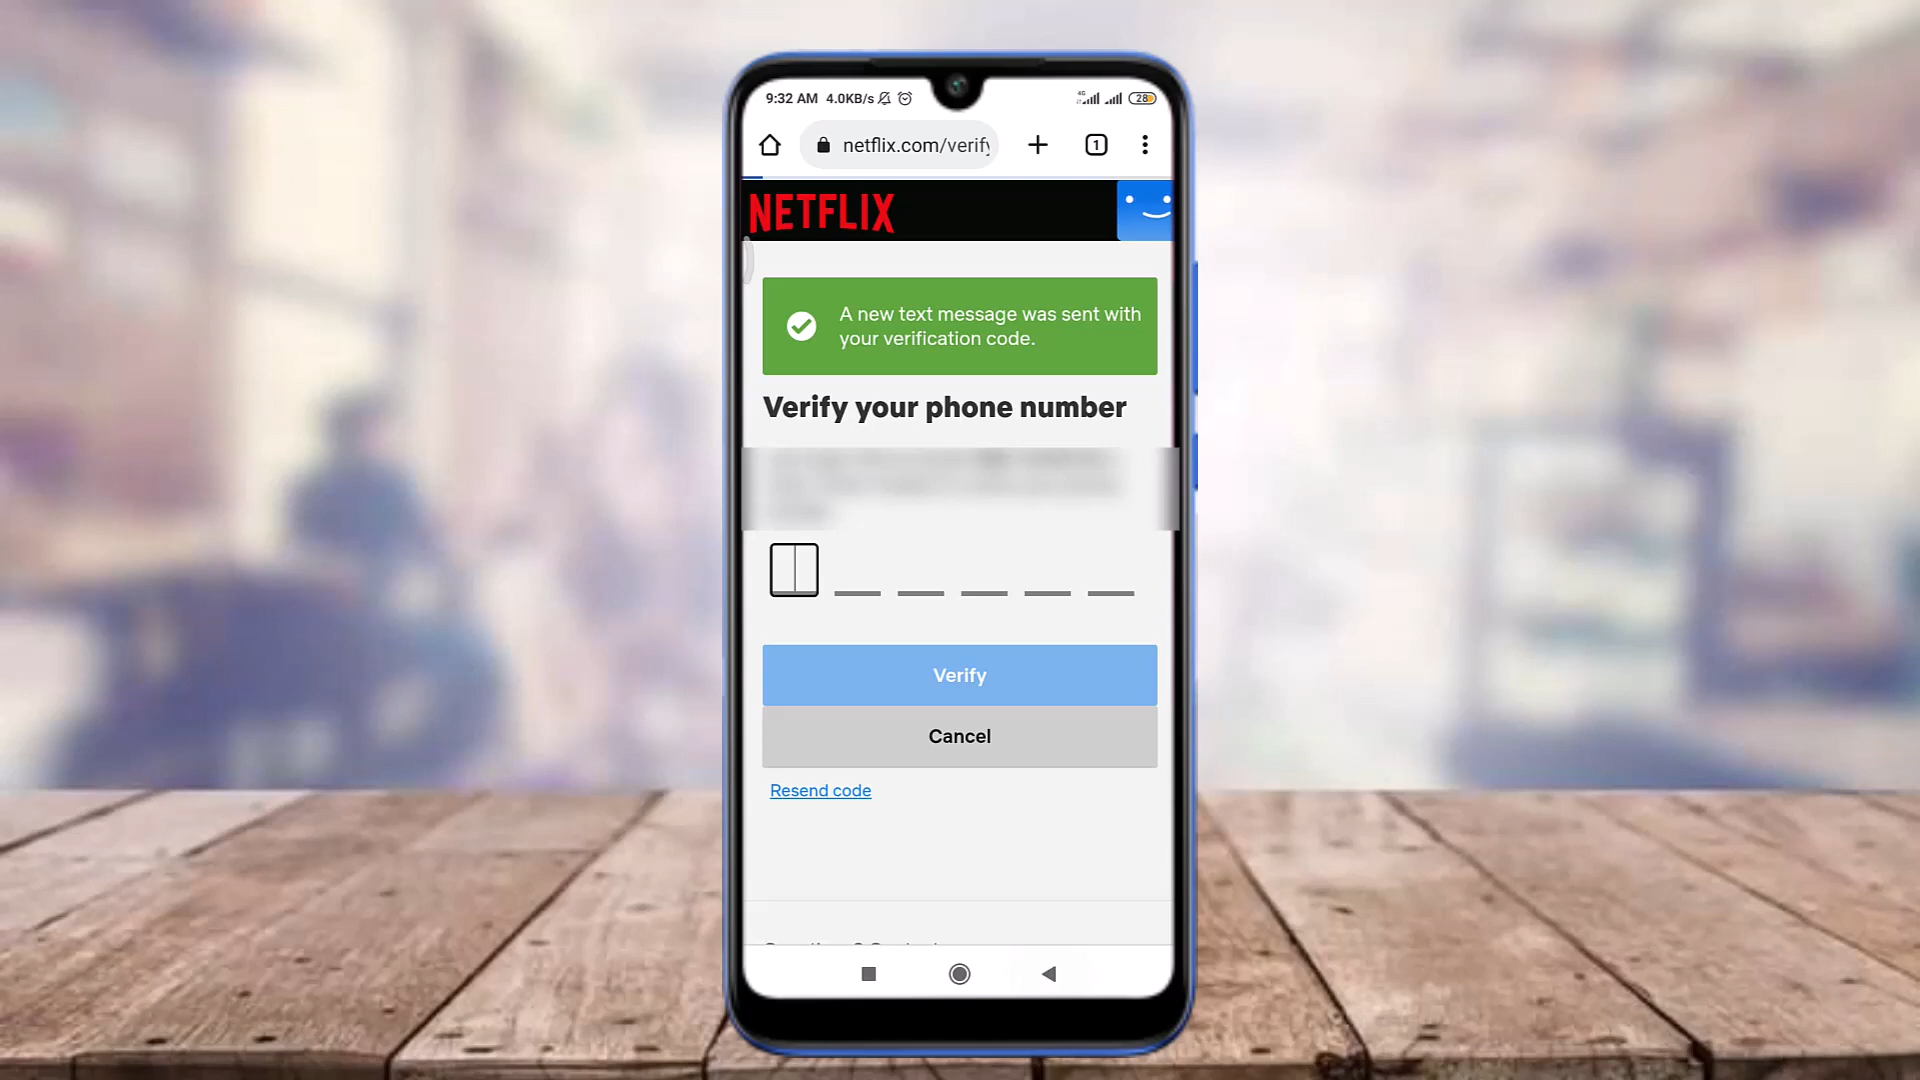 9:32 AM 4.0KB/s 4G 28
netflix.com/verify 1
NETFLIX
A new text message was sent with
your verification code.
Verify your phone number
Verify
Cancel
Resend code